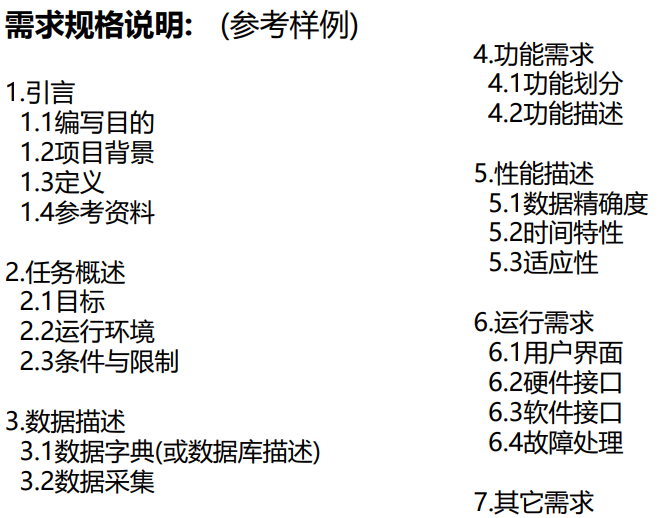 需求规格说明: (参考样例)
1.引言
1.1编写目的
1.2项目背景
1.3定义
1.4参考资料
2.任务概述
2.1目标
2.2运行环境
2.3条件与限制
3.数据描述
3.1数据字典(或数据库描述)
3.2数据采集
4.功能需求
4.1功能划分
4.2功能描述
5.性能描述
5.1数据精确度
5.2时间特性
5.3适应性
6.运行需求
6.1用户界面
6.2硬件接口
6.3软件接口
6.4故障处理
7.其它需求